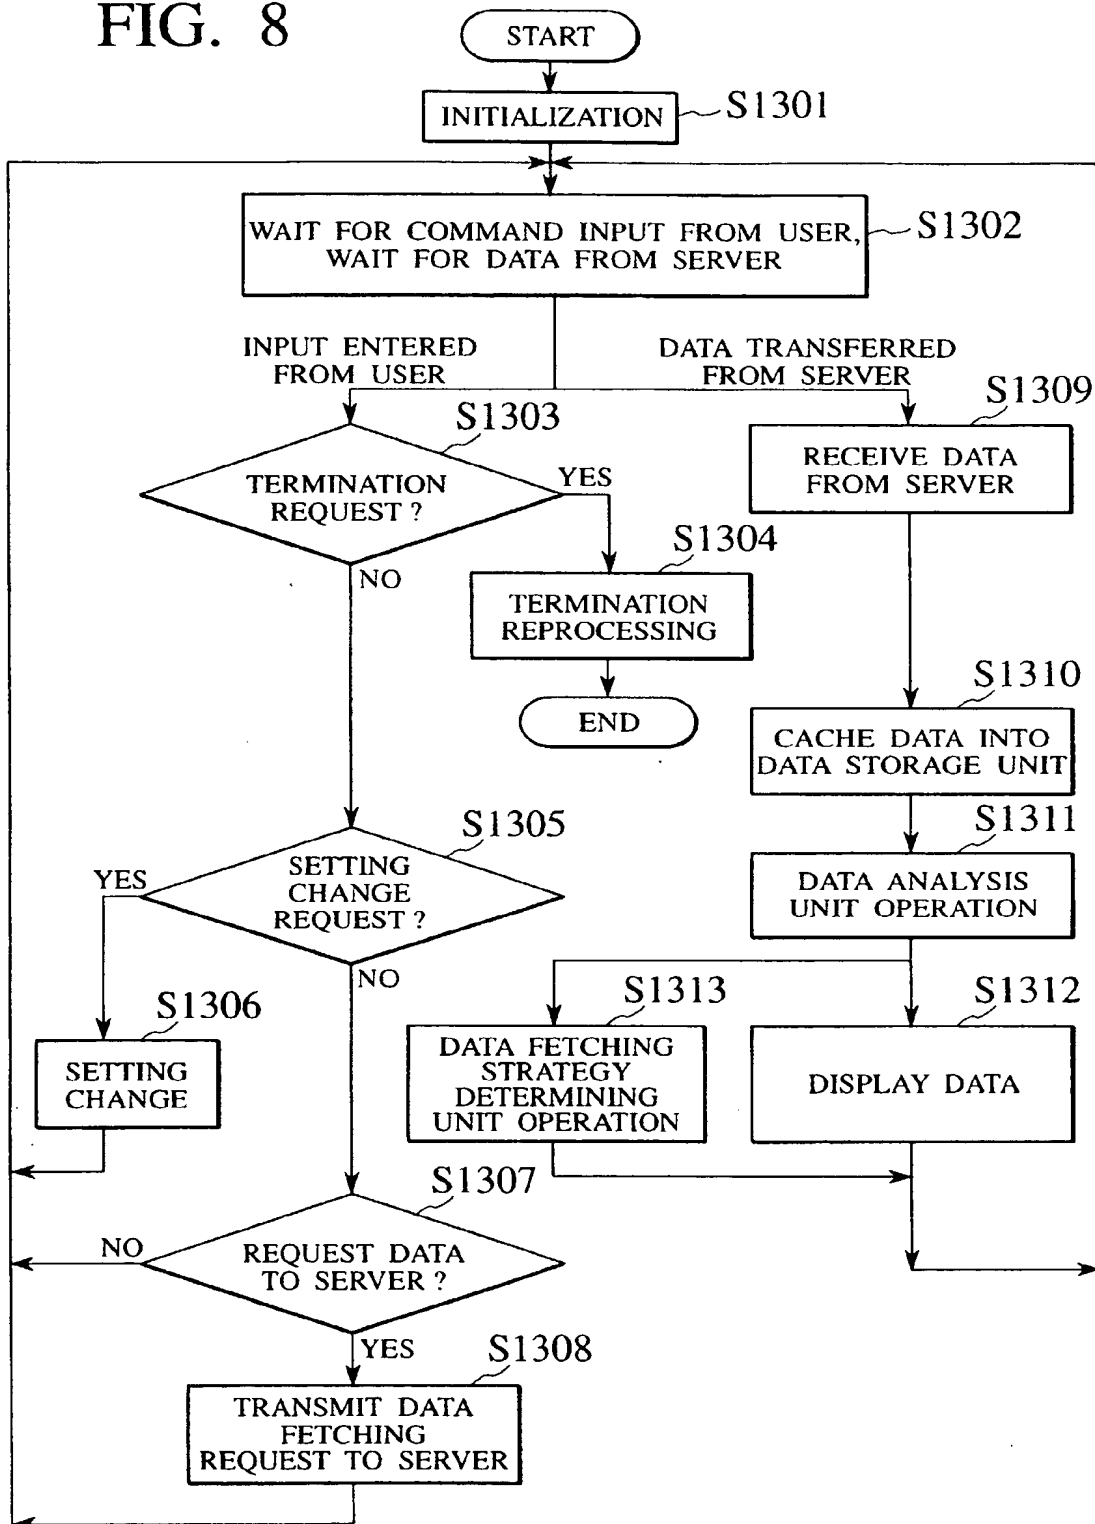 FIG. 8
START
INITIALIZATION
S1301
WAIT FOR COMMAND INPUT FROM USER,
WAIT FOR DATA FROM SERVER
S1302
INPUT ENTERED
FROM USER
DATA TRANSFERRED
FROM SERVER
S1303
TERMINATION
REQUEST ?
YES
NO
S1309
RECEIVE DATA
FROM SERVER
S1304
TERMINATION
REPROCESSING
END
S1310
CACHE DATA INTO
DATA STORAGE UNIT
S1305
SETTING
CHANGE
REQUEST ?
YES
NO
S1311
DATA ANALYSIS
UNIT OPERATION
S1306
SETTING
CHANGE
S1313
DATA FETCHING
STRATEGY
DETERMINING
UNIT OPERATION
S1312
DISPLAY DATA
S1307
REQUEST DATA
TO SERVER ?
NO
YES
S1308
TRANSMIT DATA
FETCHING
REQUEST TO SERVER